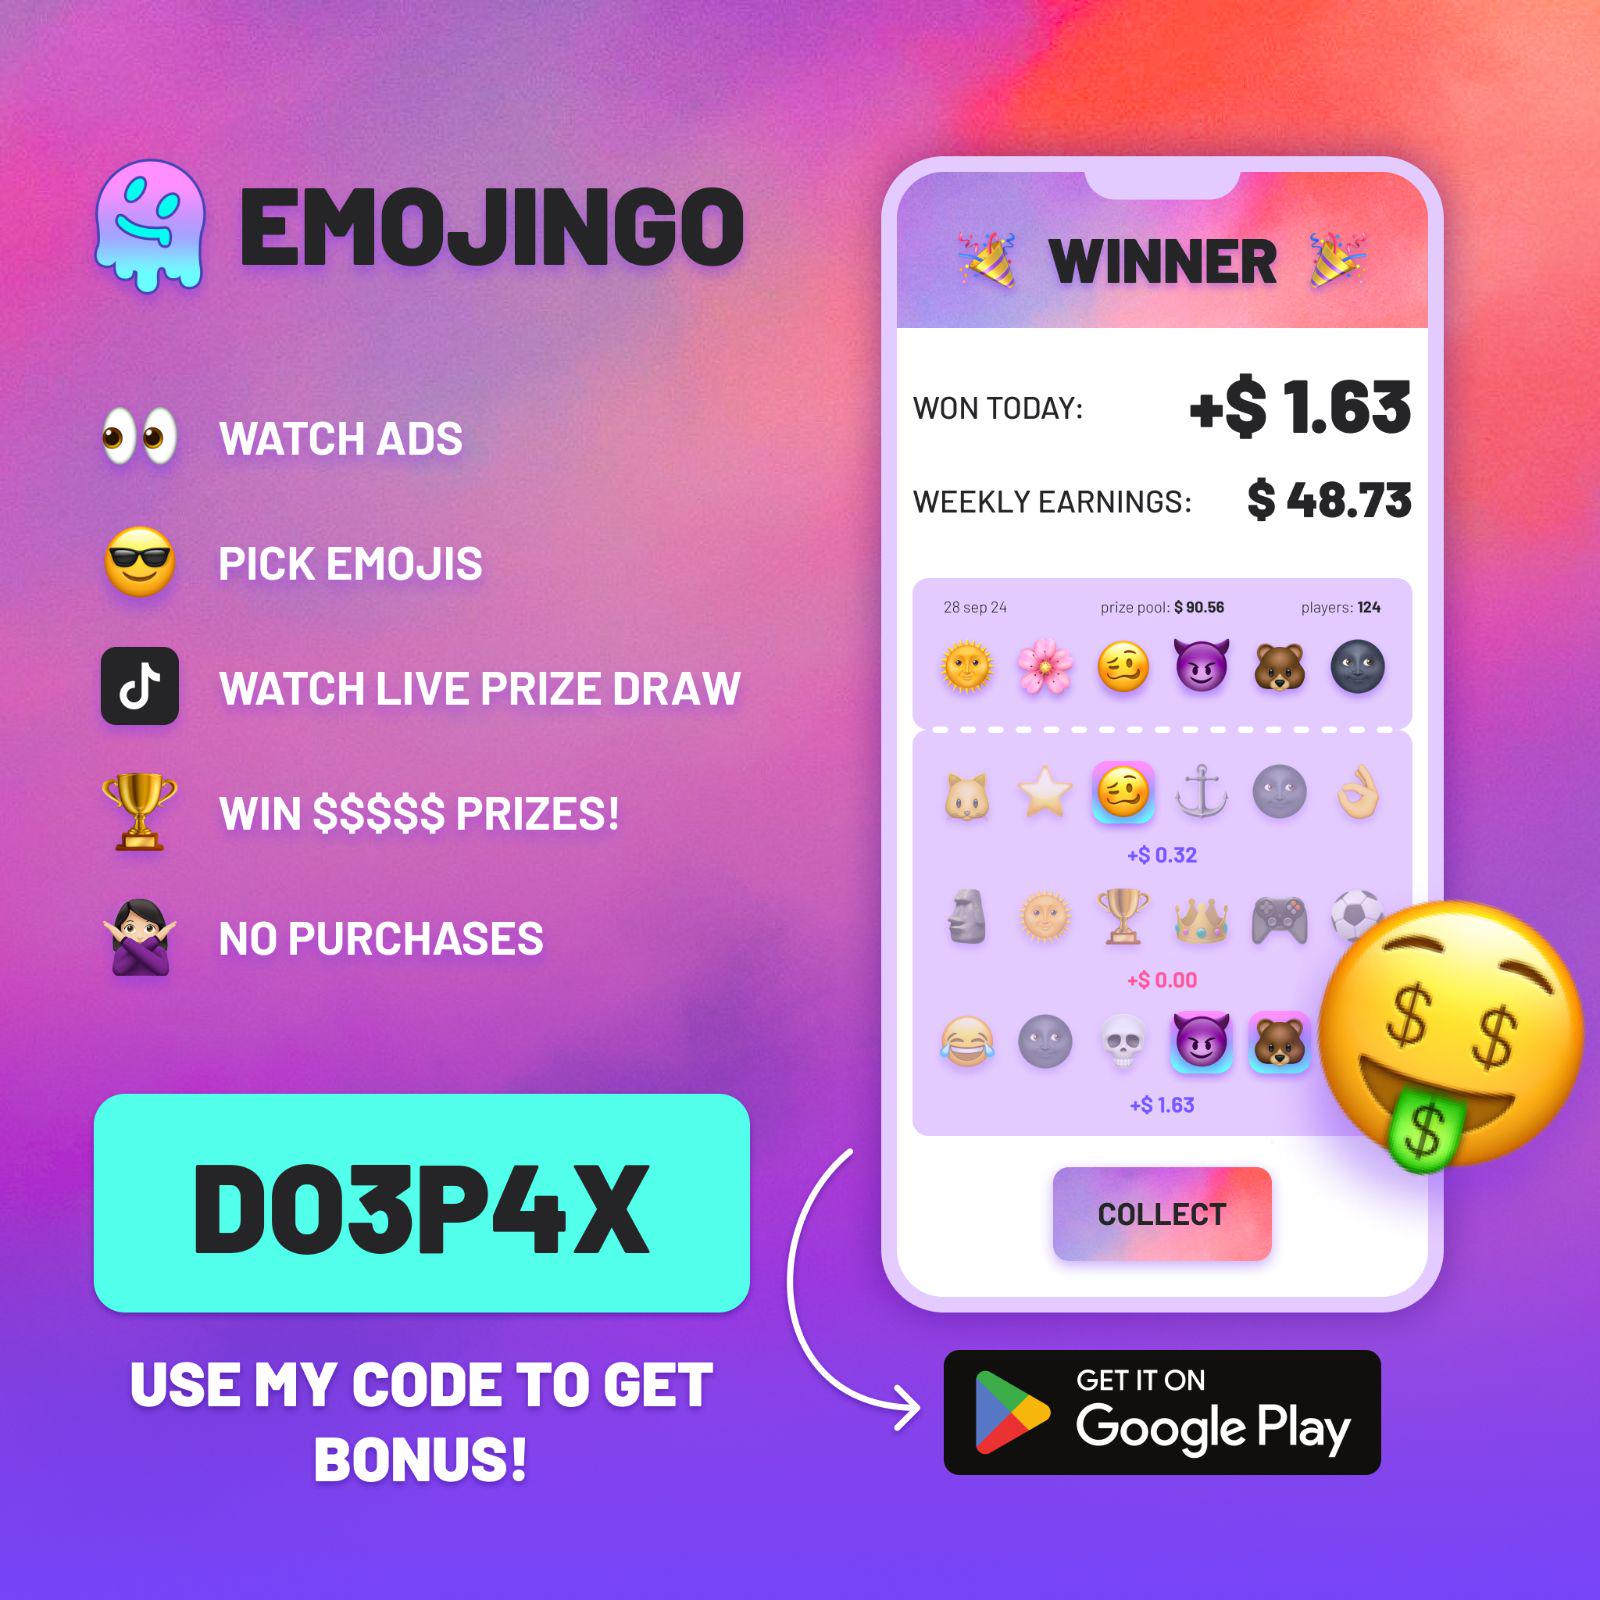 EMOJINGO
WATCH ADS
PICK EMOJIS
WATCH LIVE PRIZE DRAW
WIN $$$$$ PRIZES!
NO PURCHASES
DO3P4X
USE MY CODE TO GET
BONUS!
WINNER
WON TODAY: +$ 1.63
WEEKLY EARNINGS: $ 48.73
28 sep 24 prize pool: $ 90.56 players: 124
+$ 0.32
+$ 0.00
+$ 1.63
COLLECT
GET IT ON
Google Play